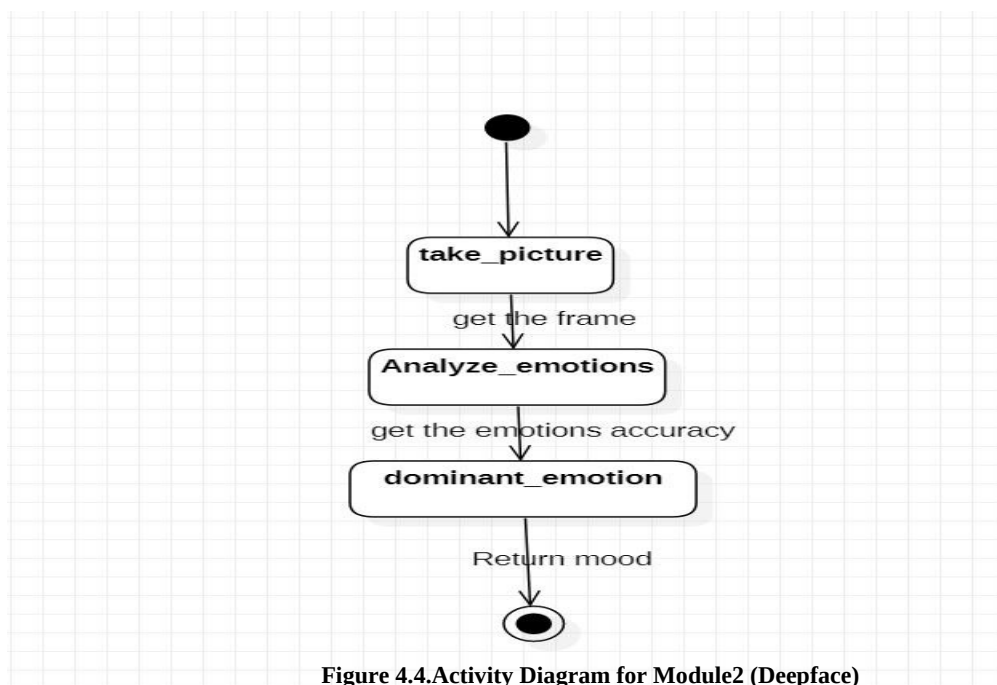 take_picture
get the frame
Analyze_emotions
get the emotions accuracy
dominant_emotion
Return mood
Figure 4.4.Activity Diagram for Module2 (Deepface)